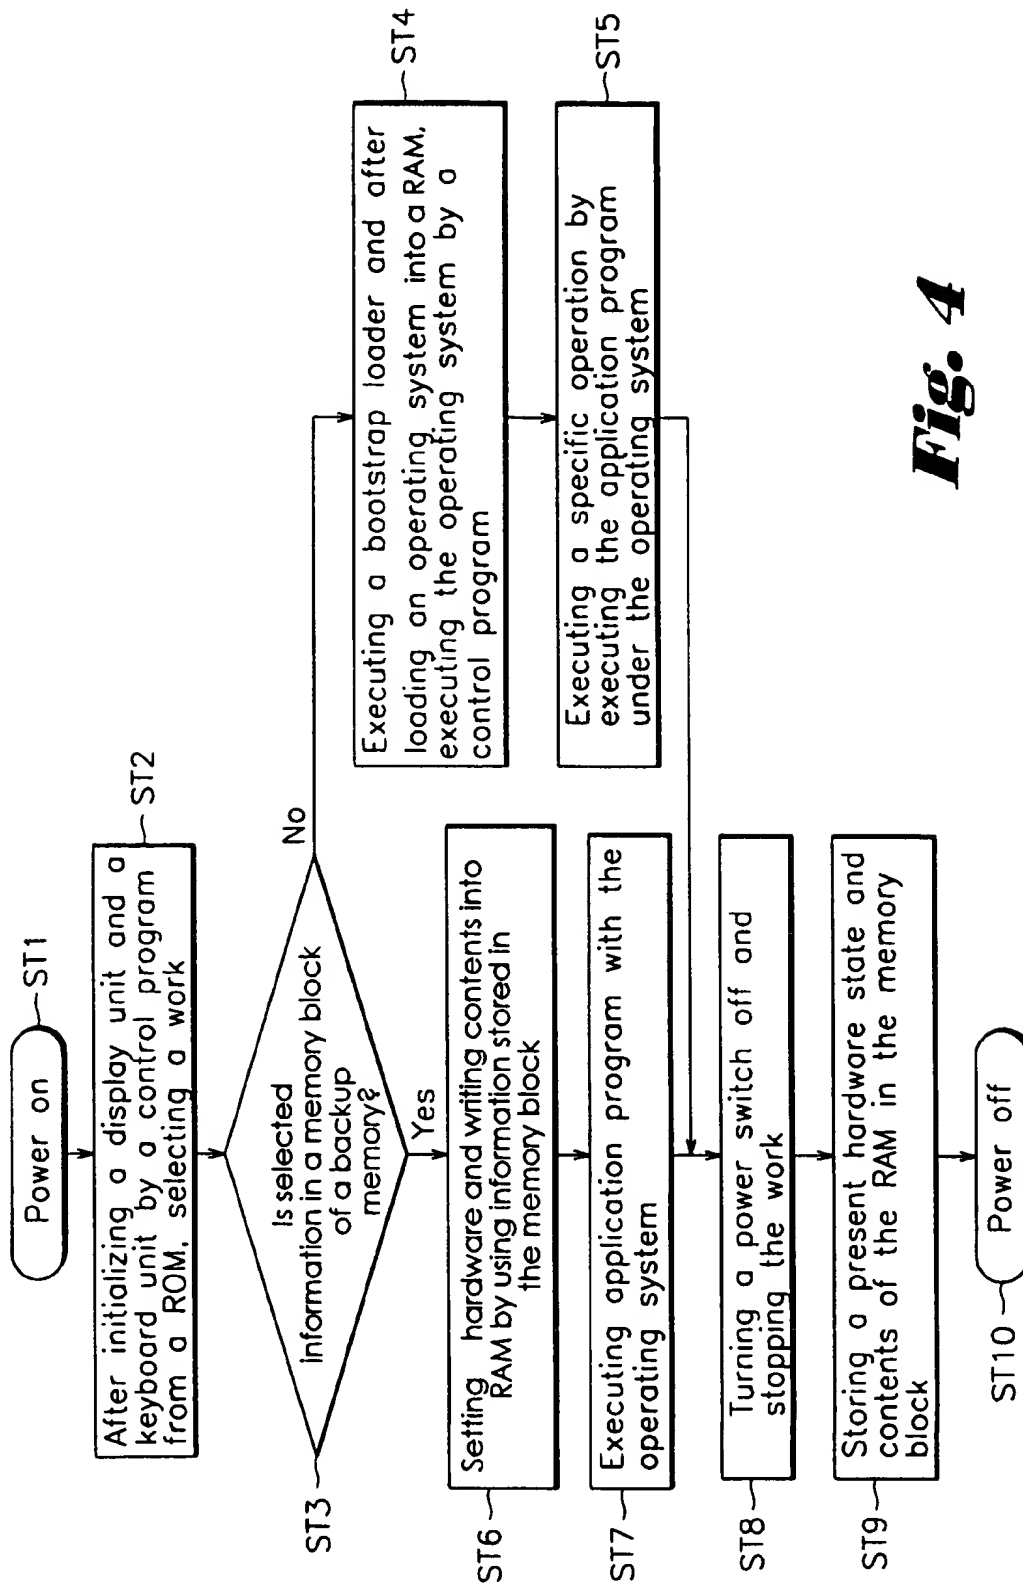 Power on
ST1
After initializing a display unit and a
keyboard unit by a control program
from a ROM, selecting a work
ST2
Is selected
information in a memory block
of a backup
memory?
ST3
No
Yes
Executing a bootstrap loader and after
loading an operating system into a RAM,
executing the operating system by a
control program
ST4
Executing a specific operation by
executing the application program
under the operating system
ST5
Setting hardware and writing contents into
RAM by using information stored in
the memory block
ST6
Executing application program with the
operating system
ST7
Turning a power switch off and
stopping the work
ST8
Storing a present hardware state and
contents of the RAM in the memory
block
ST9
Power off
ST10
Fig. 4